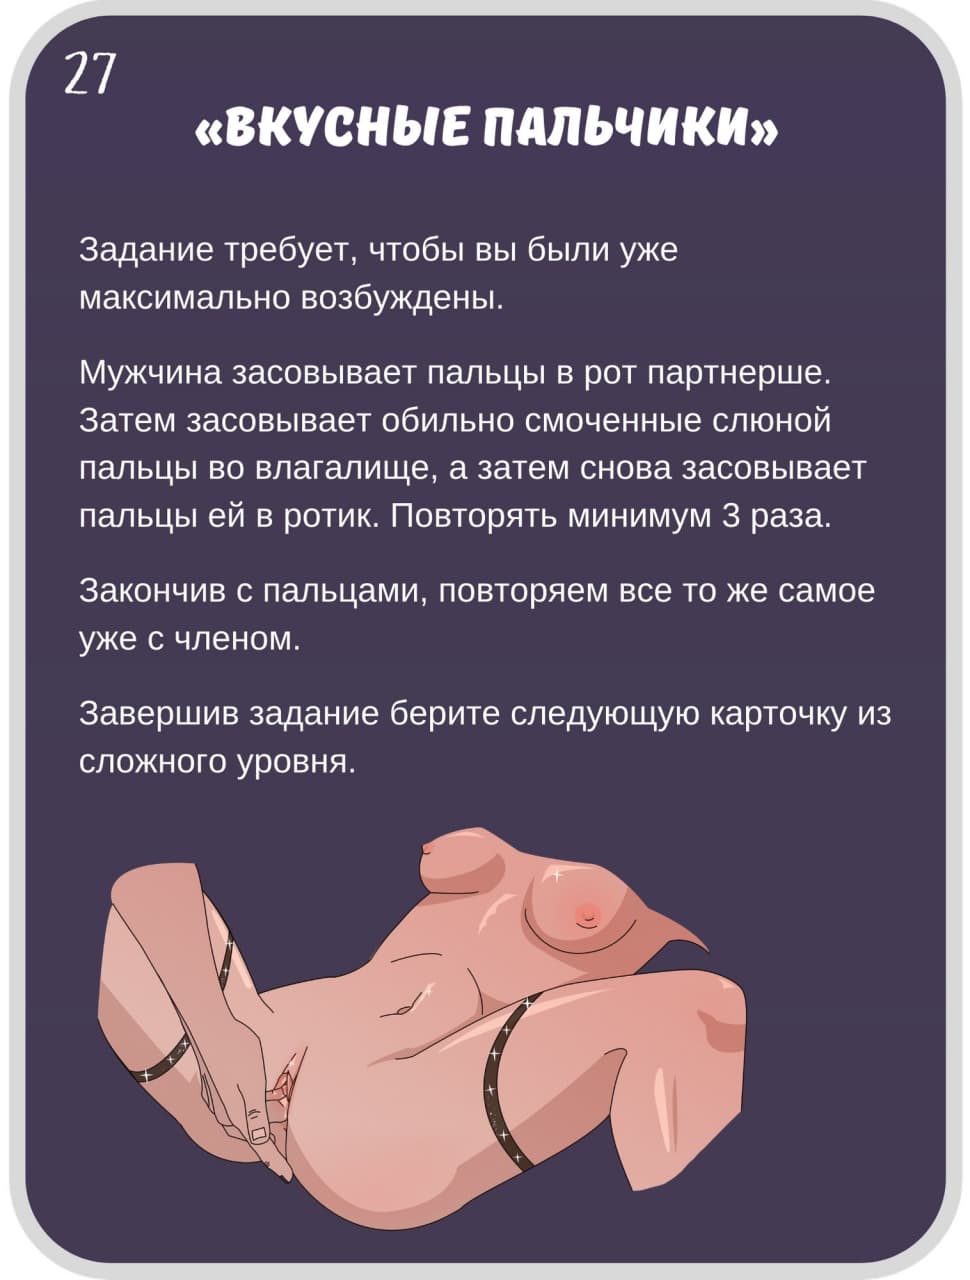 27
«ВКУСНЫЕ ПАЛЬЧИКИ»
Задание требует, чтобы вы были уже
максимально возбуждены.
Мужчина засовывает пальцы в рот партнерше.
Затем засовывает обильно смоченные слюной
пальцы во влагалище, а затем снова засовывает
пальцы ей в ротик. Повторять минимум 3 раза.
Закончив с пальцами, повторяем все то же самое
уже с членом.
Завершив задание берите следующую карточку из
сложного уровня.